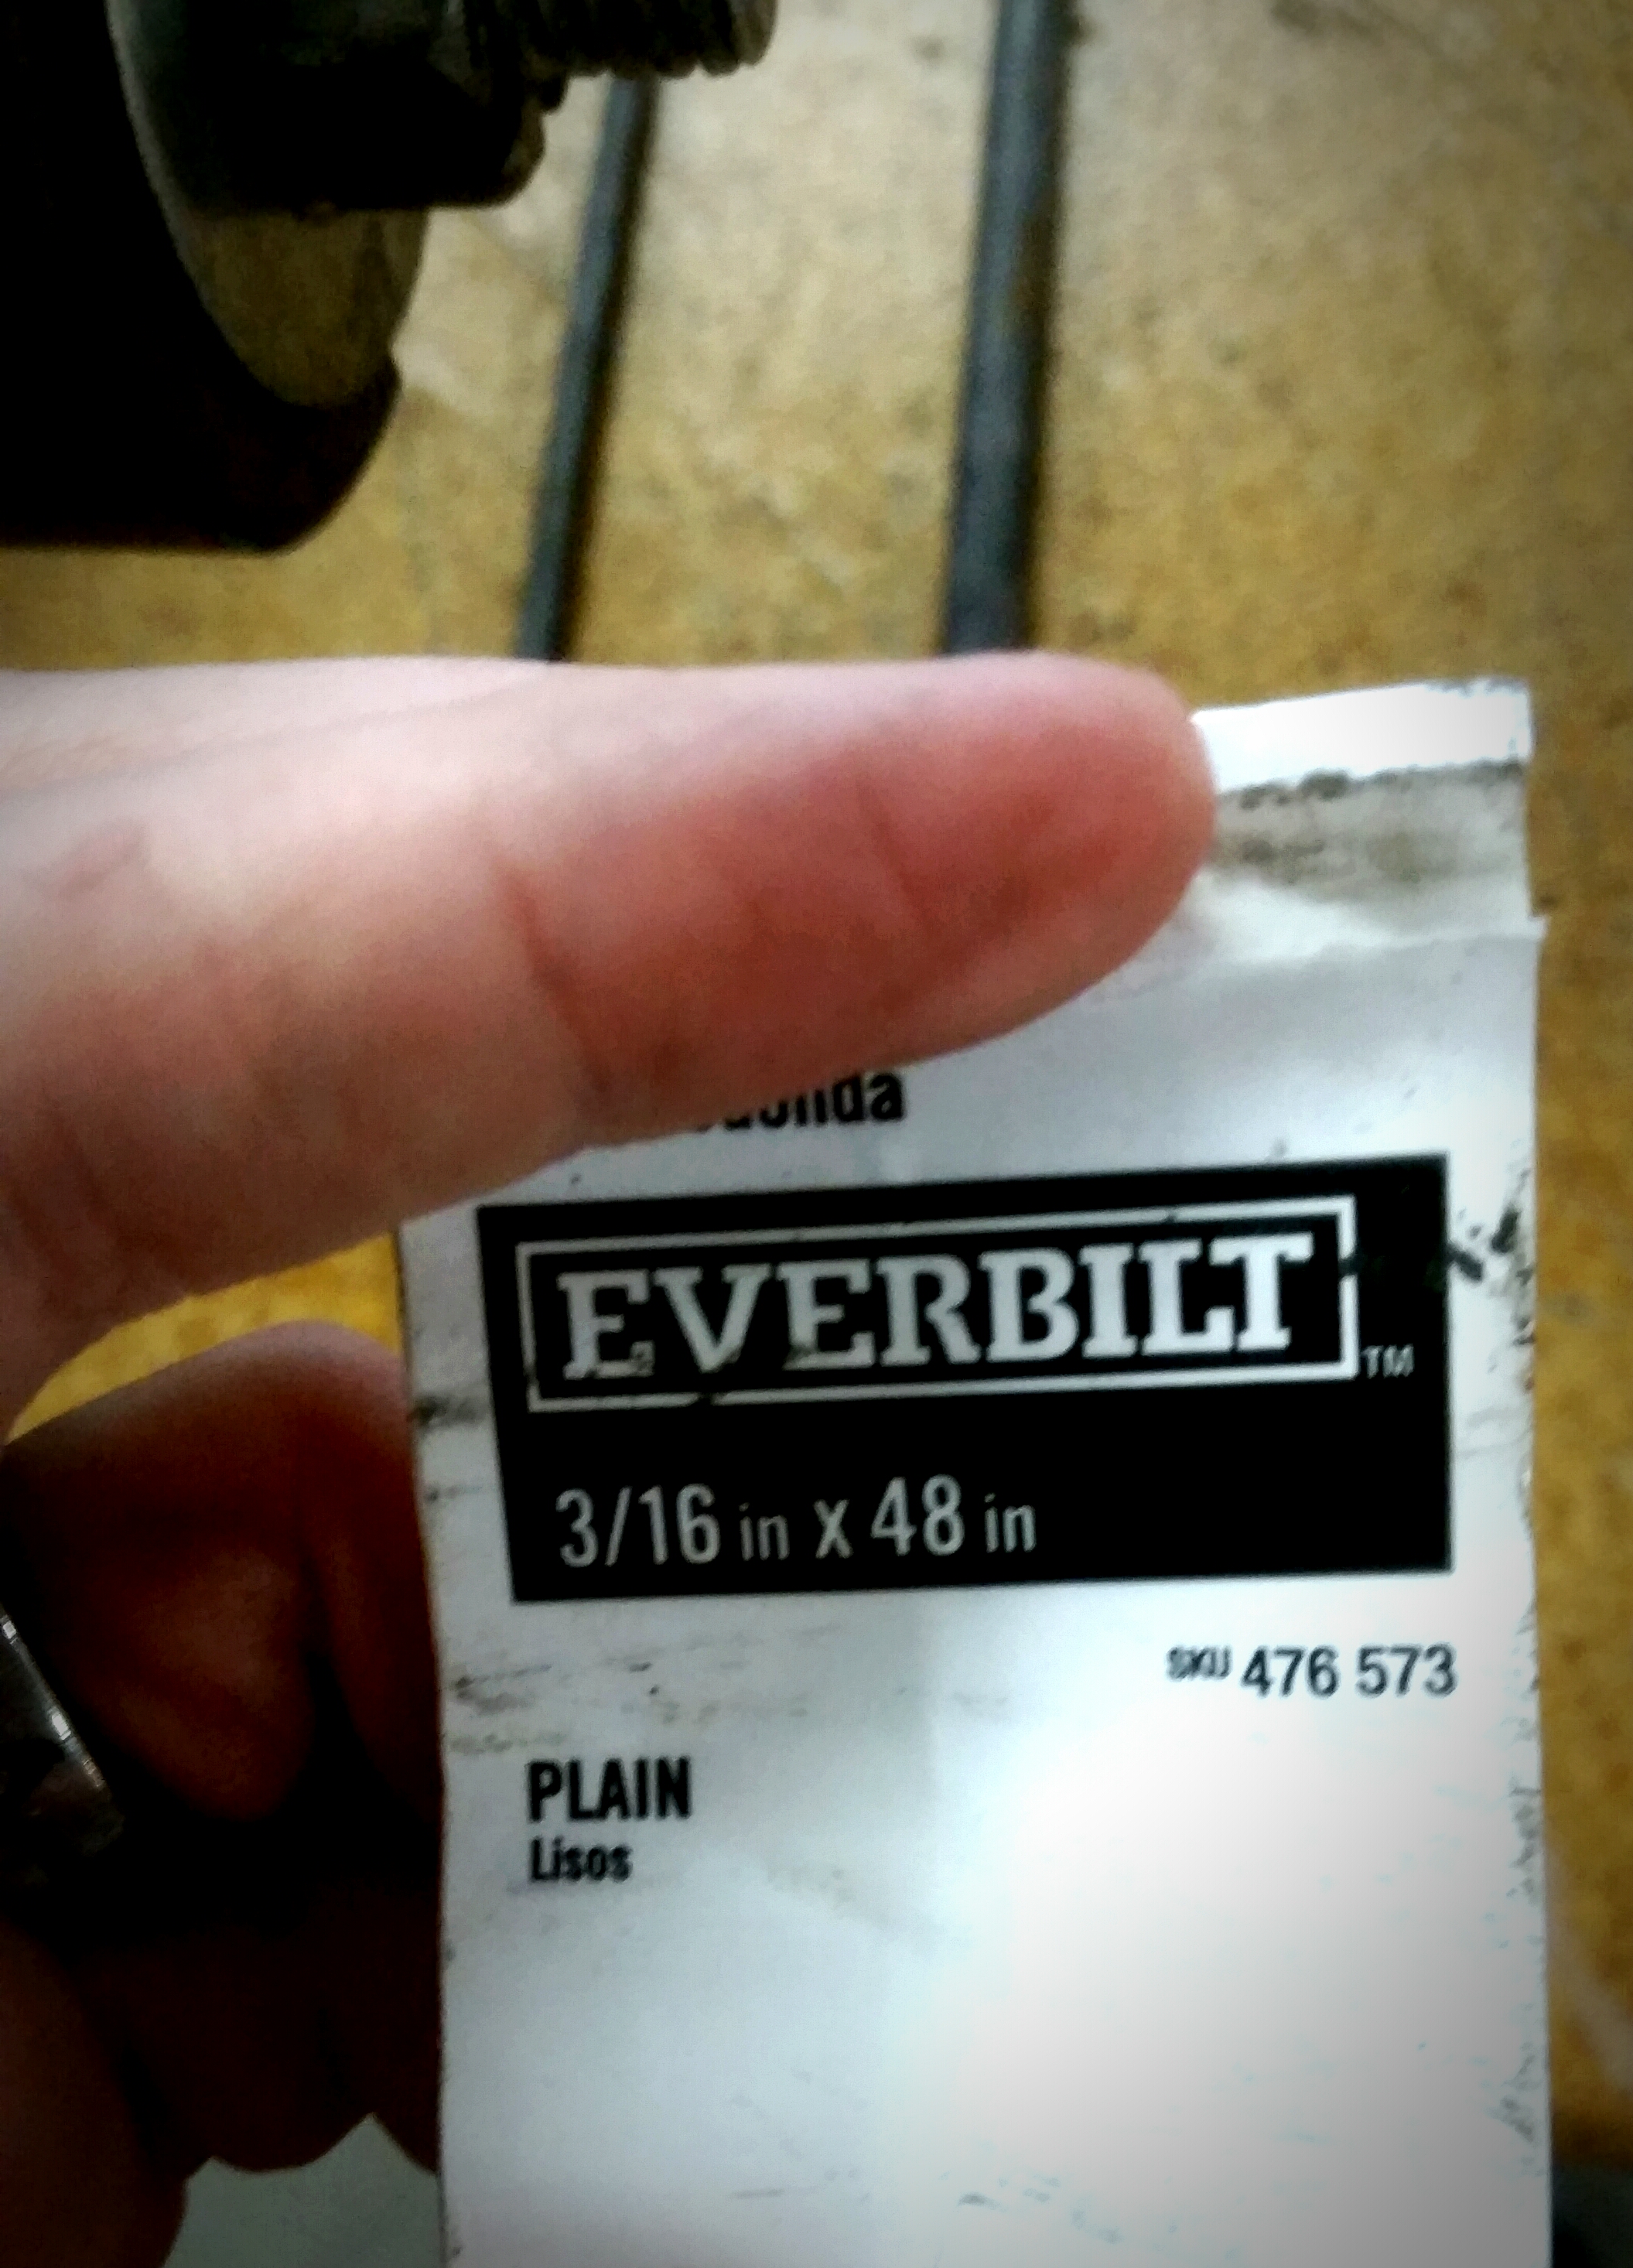 EVERBILT TM
3/16 in x 48 in
SKU 476 573
PLAIN
Lisos